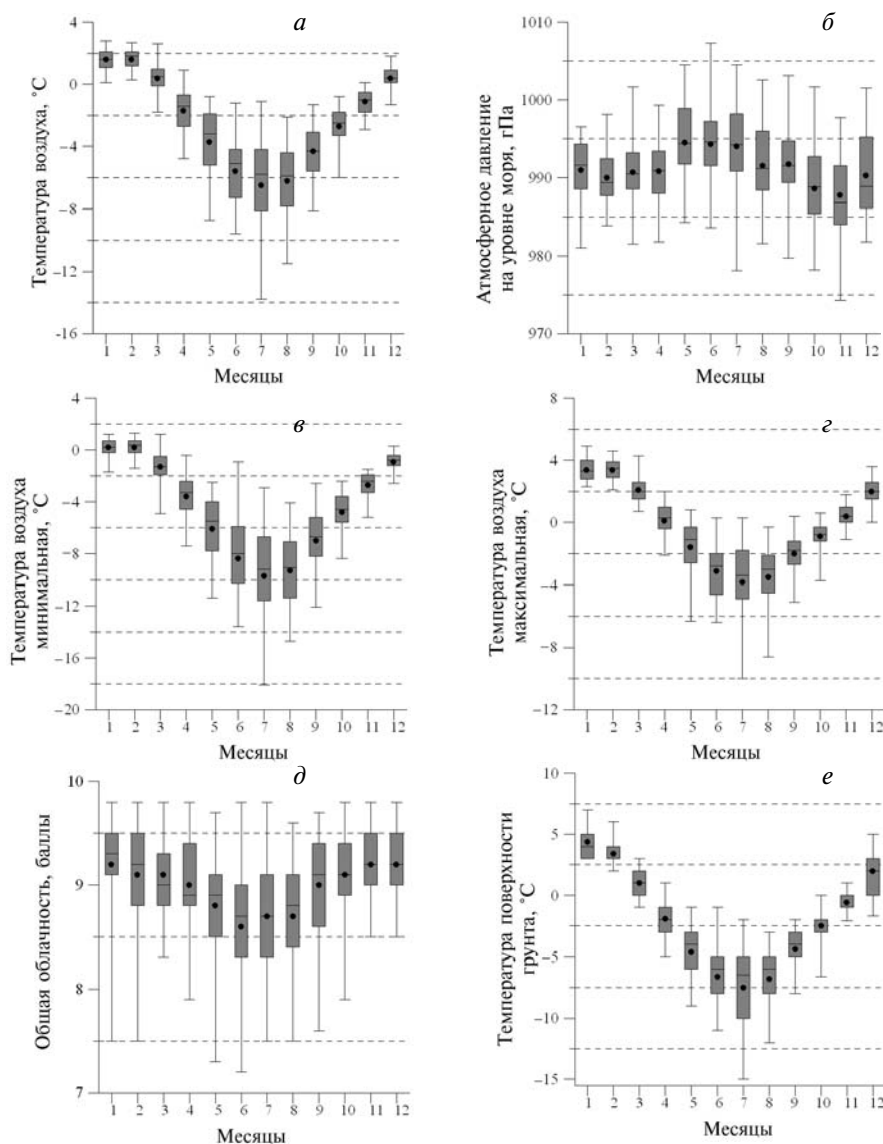 а
Температура воздуха, °C
4
0
-4
-8
-12
-16
1 2 3 4 5 6 7 8 9 10 11 12
Месяцы
б
Атмосферное давление
на уровне моря, гПа
1010
1000
990
980
970
1 2 3 4 5 6 7 8 9 10 11 12
Месяцы
в
Температура воздуха
минимальная, °C
4
0
-4
-8
-12
-16
-20
1 2 3 4 5 6 7 8 9 10 11 12
Месяцы
г
Температура воздуха
максимальная, °C
8
4
0
-4
-8
-12
1 2 3 4 5 6 7 8 9 10 11 12
Месяцы
д
Общая облачность, баллы
10
9
8
7
1 2 3 4 5 6 7 8 9 10 11 12
Месяцы
е
Температура поверхности
грунта, °C
10
5
0
-5
-10
-15
1 2 3 4 5 6 7 8 9 10 11 12
Месяцы